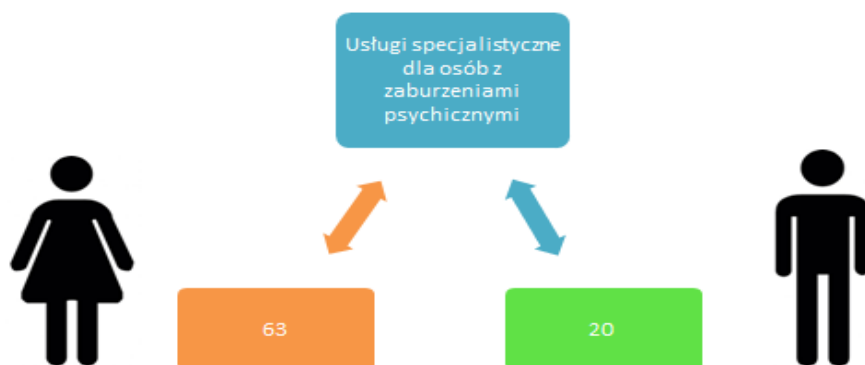 Usługi specjalistyczne
dla osób z
zaburzeniami
psychicznymi
63
20